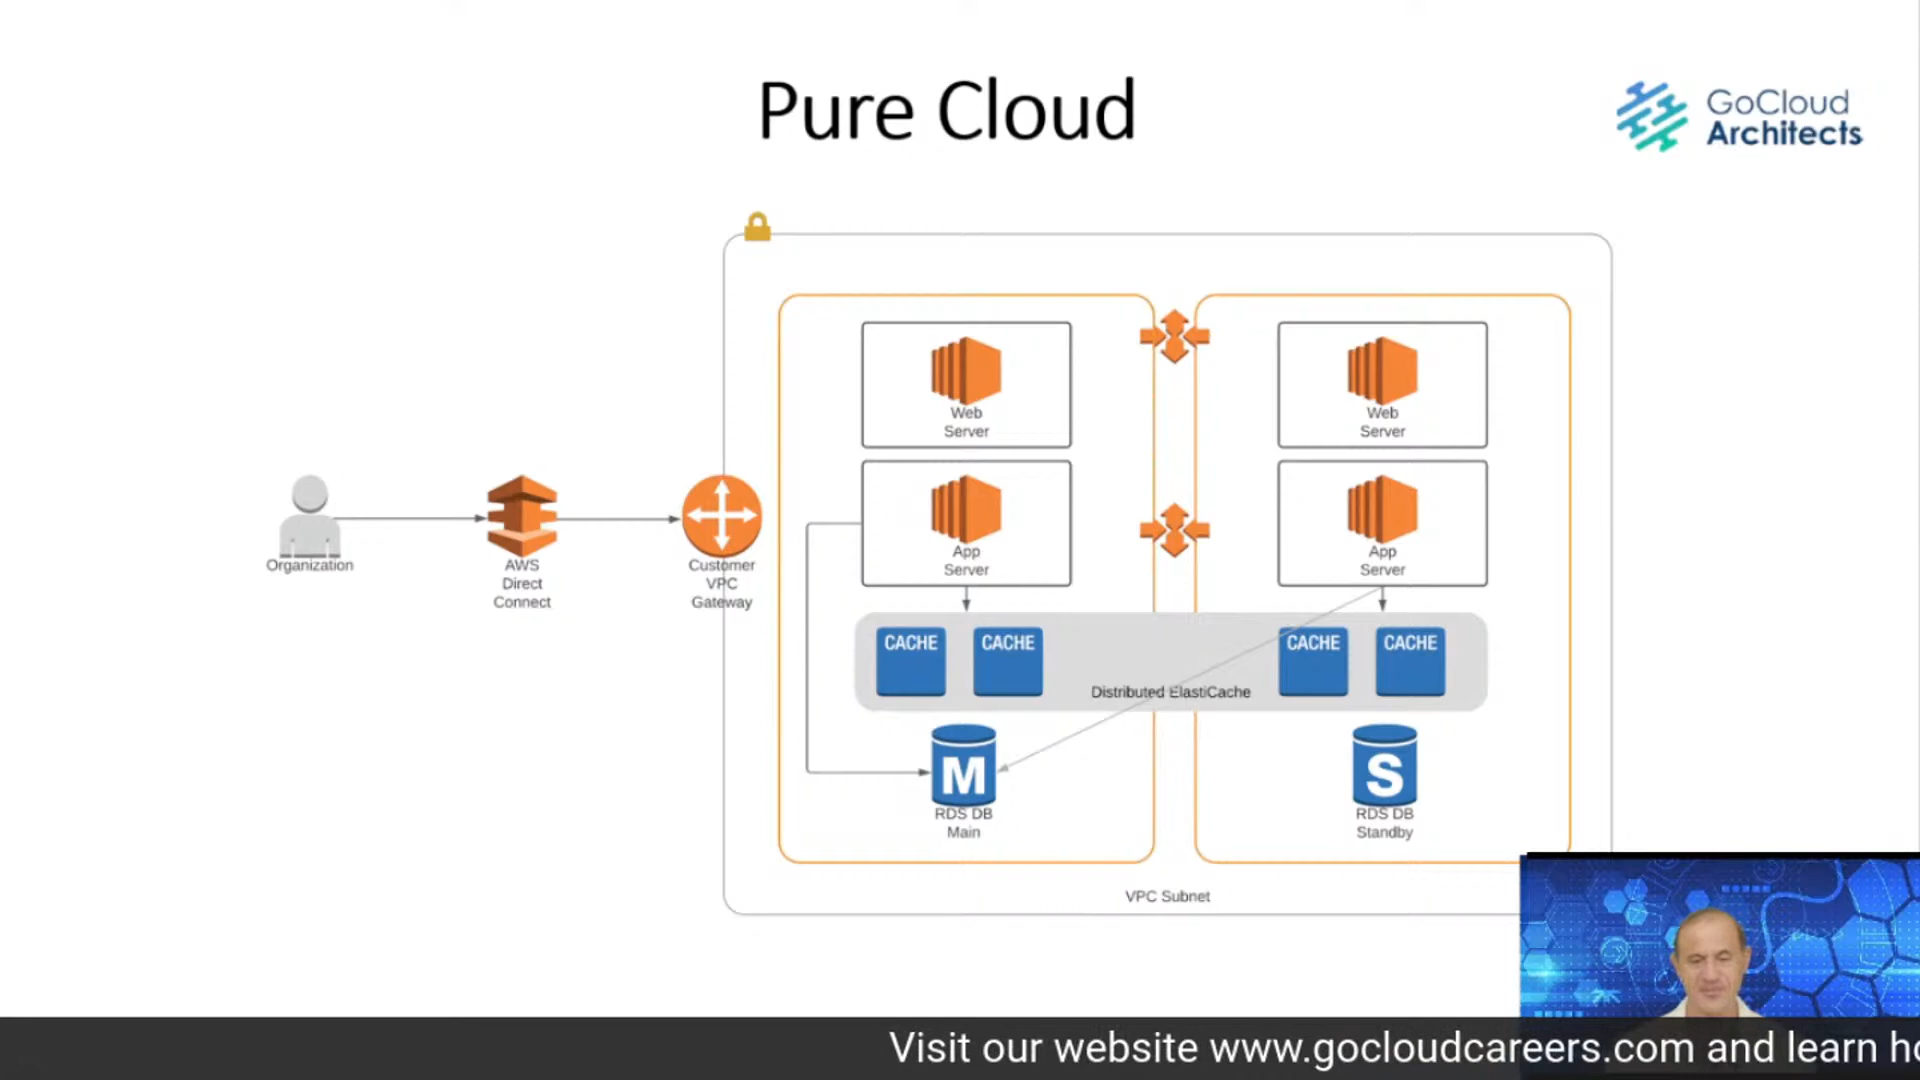 Pure Cloud
GoCloud
Architects
Web
Server
Web
Server
App
Server
App
Server
Organization
AWS
Direct
Connect
Customer
VPC
Gateway
CACHE
CACHE
CACHE
CACHE
Distributed ElastiCache
M
S
RDS DB
Main
RDS DB
Standby
VPC Subnet
Visit our website www.gocloudcareers.com and learn